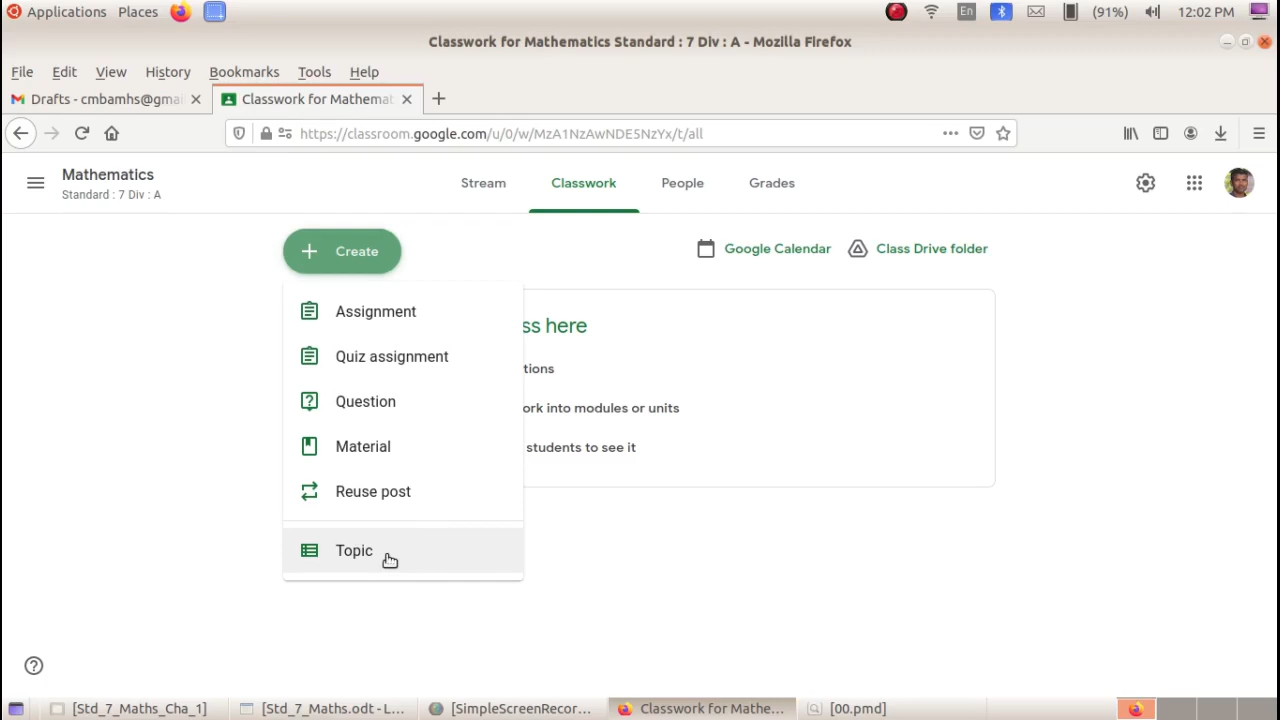 Applications Places En (91%) 12:02 PM
Classwork for Mathematics Standard : 7 Div : A - Mozilla Firefox
File Edit View History Bookmarks Tools Help
Drafts - cmbamhs@gmai Classwork for Mathemat
https://classroom.google.com/u/0/w/MzA1NzAwNDE5NzYx/t/all
Mathematics
Standard : 7 Div : A
Stream Classwork People Grades
Create
Google Calendar Class Drive folder
Assignment
Quiz assignment
Question
Material
Reuse post
Topic
ss here
tions
ork into modules or units
students to see it
[Std_7_Maths_Cha_1] [Std_7_Maths.odt - L... [SimpleScreenRecor... Classwork for Mathe... [00.pmd]